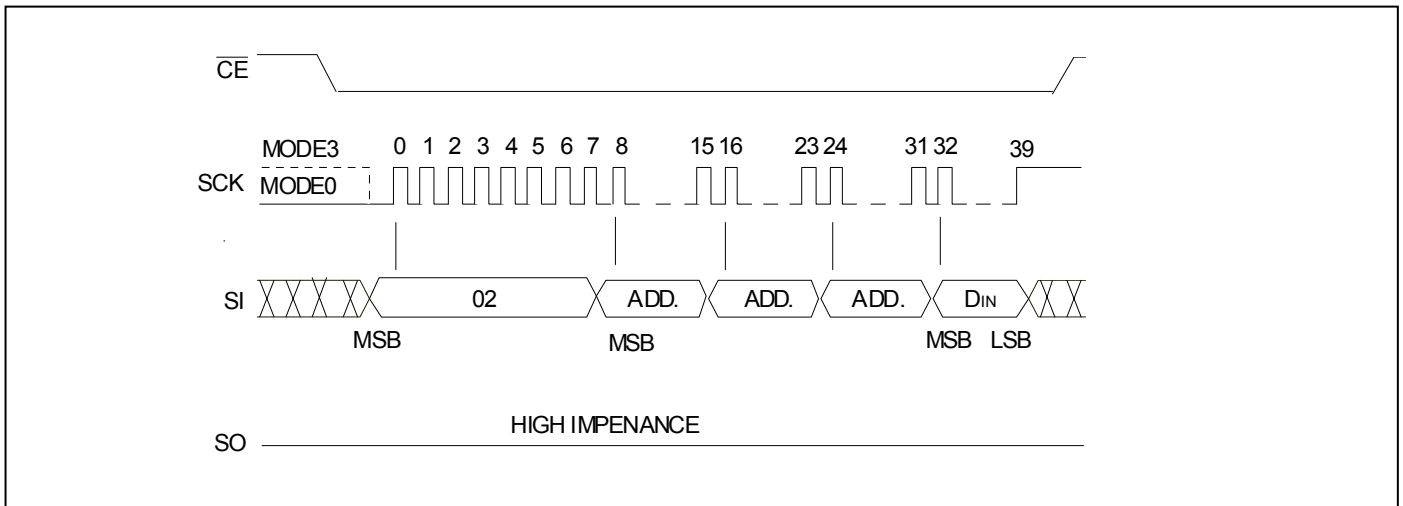 CE
MODE3 0 1 2 3 4 5 6 7 8 15 16 23 24 31 32 39
SCK MODE0
SI 02 ADD. ADD. ADD. DIN
MSB MSB MSB LSB
HIGH IMPENANCE
SO